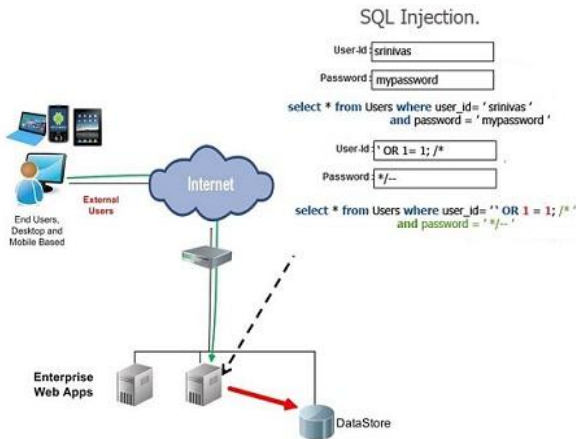 SQL Injection.
User-Id: srinivas
Password: mypassword
select * from Users where user_id= ‘ srinivas ‘
and password = ‘ mypassword ‘
User-Id: ‘ OR 1= 1; /*
Password: */--
select * from Users where user_id= ‘‘ OR 1 = 1; /* ‘
and password = ‘ */-- ‘
Internet
External
Users
End Users,
Desktop and
Mobile Based
Enterprise
Web Apps
DataStore